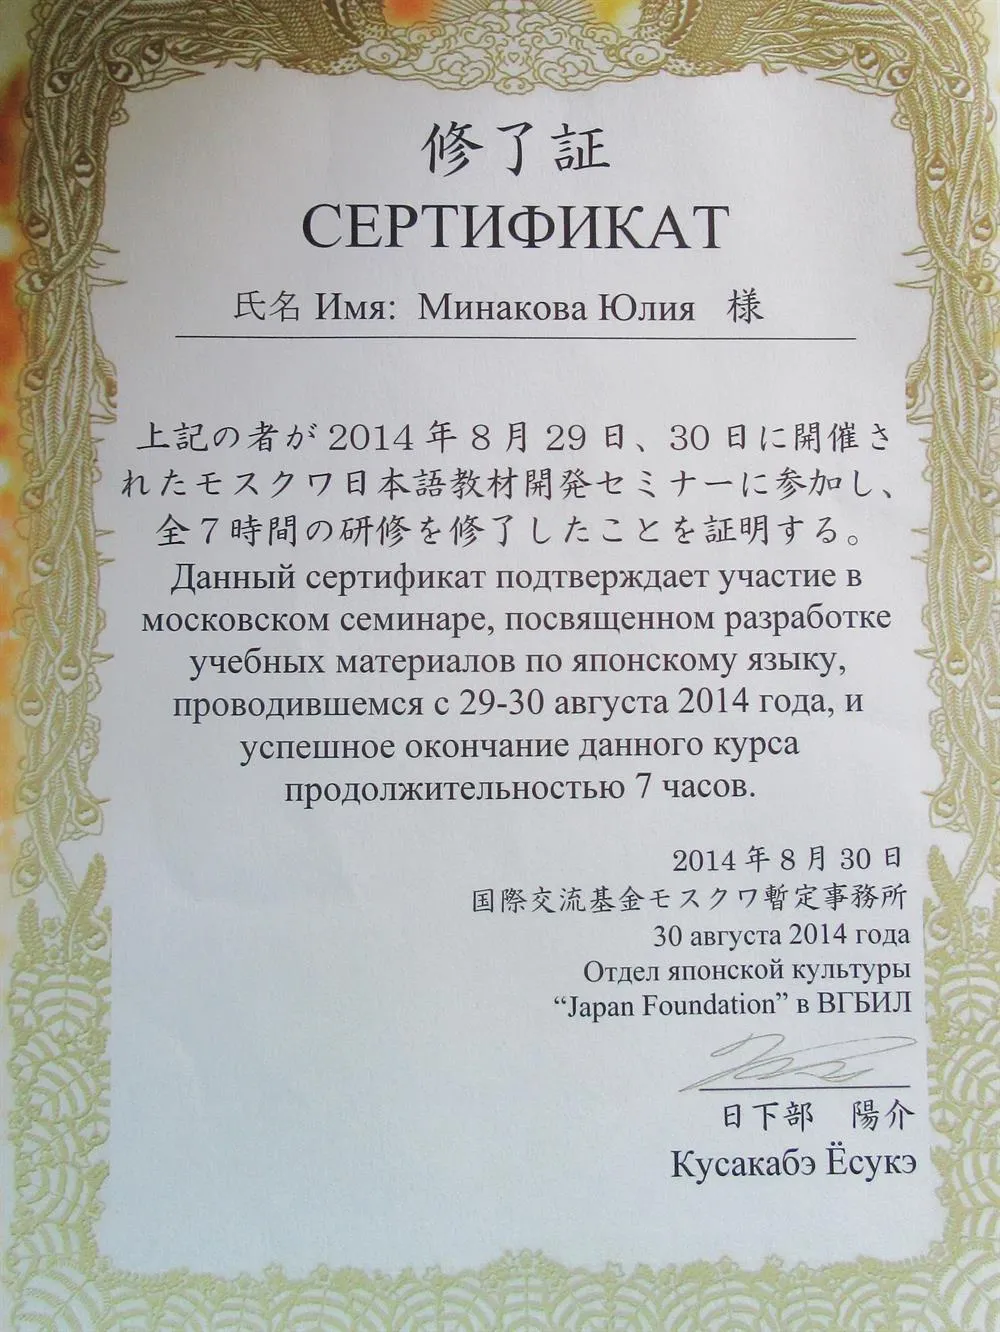 修了証
СЕРТИФИКАТ
氏名 Имя: Минакова Юлия 様
上記の者が 2014 年 8 月 29 日、30 日に開催さ
れたモスクワ日本語教材開発セミナーに参加し、
全 7 時間の研修を修了したことを証明する。
Данный сертификат подтверждает участие в
московском семинаре, посвященном разработке
учебных материалов по японскому языку,
проводившемся с 29-30 августа 2014 года, и
успешное окончание данного курса
продолжительностью 7 часов.
2014 年 8 月 30 日
国際交流基金モスクワ暫定事務所
30 августа 2014 года
Отдел японской культуры
“Japan Foundation” в ВГБИЛ
日下部 陽介
Кусакабэ Ёсукэ